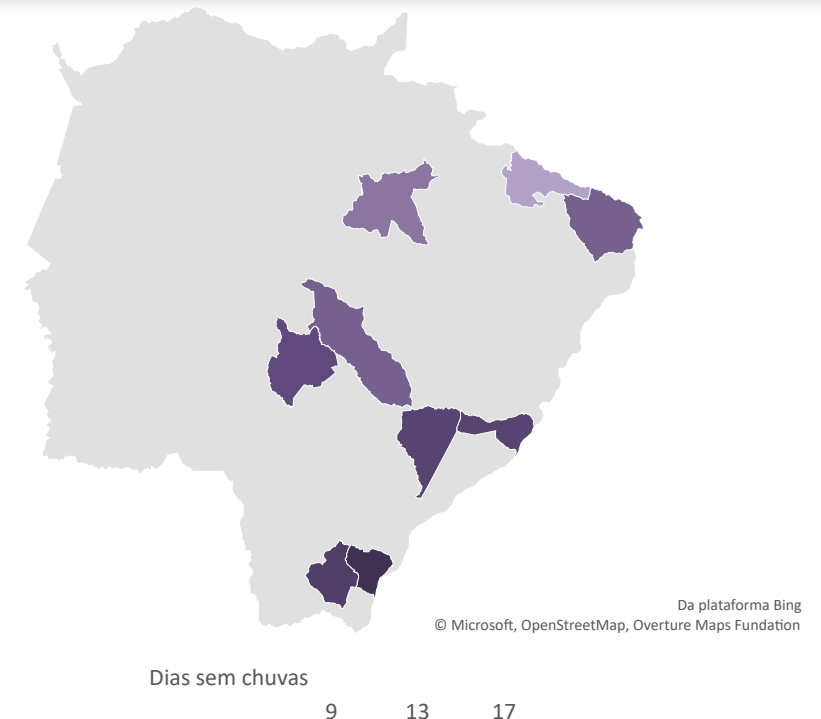 Da plataforma Bing
© Microsoft, OpenStreetMap, Overture Maps Fundation
Dias sem chuvas
9 13 17